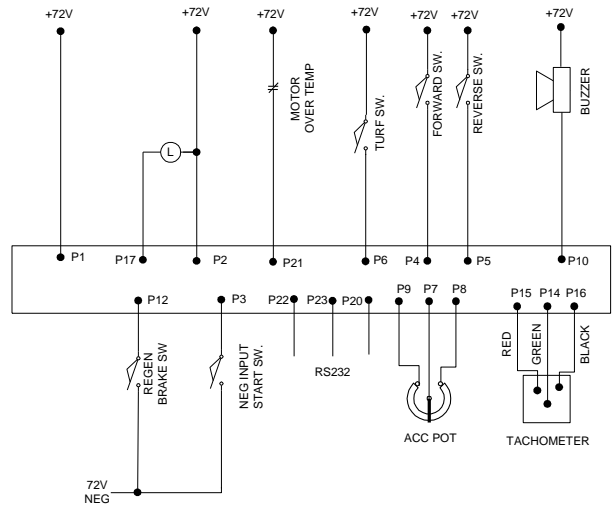 +72V
+72V
+72V
+72V
+72V
+72V
+72V
MOTOR
OVER TEMP
TURF SW.
FORWARD SW.
REVERSE SW.
BUZZER
L
P1
P17
P2
P21
P6
P4
P5
P10
P12
P3
P22
P23
P20
P9
P7
P8
P15
P14
P16
REGEN
BRAKE SW
NEG INPUT
START SW.
RS232
RED
GREEN
BLACK
ACC POT
TACHOMETER
72V
NEG